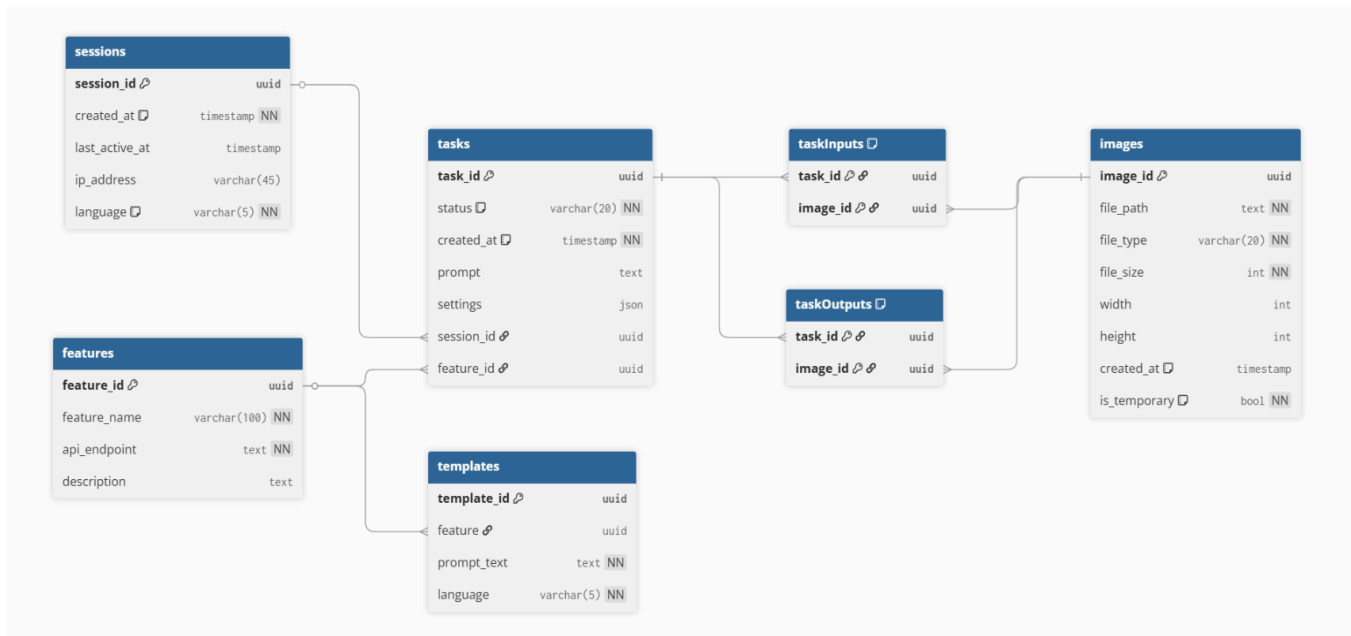 sessions
session_id uuid
created_at timestamp NN
last_active_at timestamp
ip_address varchar(45)
language varchar(5) NN
features
feature_id uuid
feature_name varchar(100) NN
api_endpoint text NN
description text
tasks
task_id uuid
status varchar(20) NN
created_at timestamp NN
prompt text
settings json
session_id uuid
feature_id uuid
templates
template_id uuid
feature uuid
prompt_text text NN
language varchar(5) NN
taskInputs
task_id uuid
image_id uuid
taskOutputs
task_id uuid
image_id uuid
images
image_id uuid
file_path text NN
file_type varchar(20) NN
file_size int NN
width int
height int
created_at timestamp
is_temporary bool NN